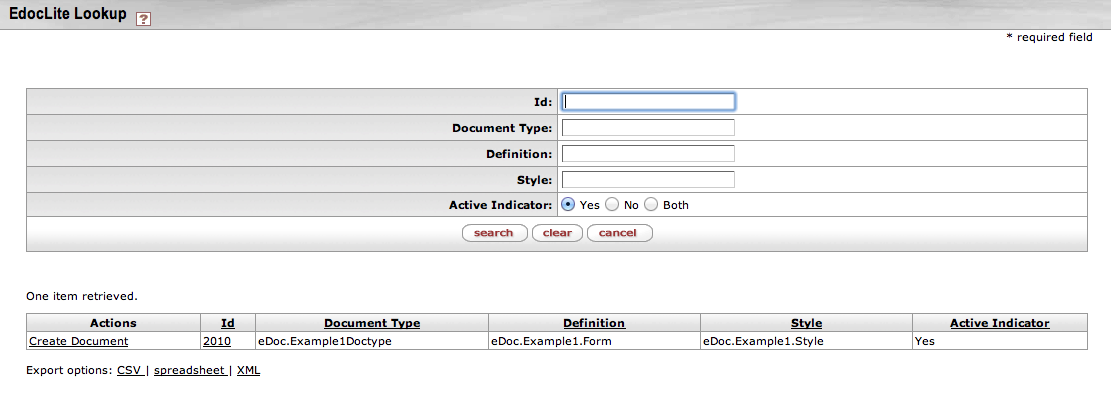 EdocLite Lookup ?
* required field
Id:
Document Type:
Definition:
Style:
Active Indicator: Yes No Both
search clear cancel
One item retrieved.
Actions Id Document Type Definition Style Active Indicator
Create Document 2010 eDoc.Example1Doctype eDoc.Example1.Form eDoc.Example1.Style Yes
Export options: CSV | spreadsheet | XML